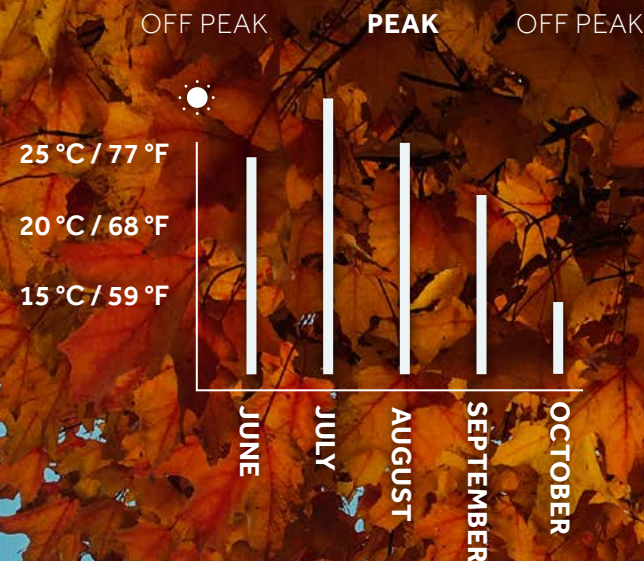 OFF PEAK PEAK OFF PEAK
25 °C / 77 °F
20 °C / 68 °F
15 °C / 59 °F
JUNE
JULY
AUGUST
SEPTEMBER
OCTOBER